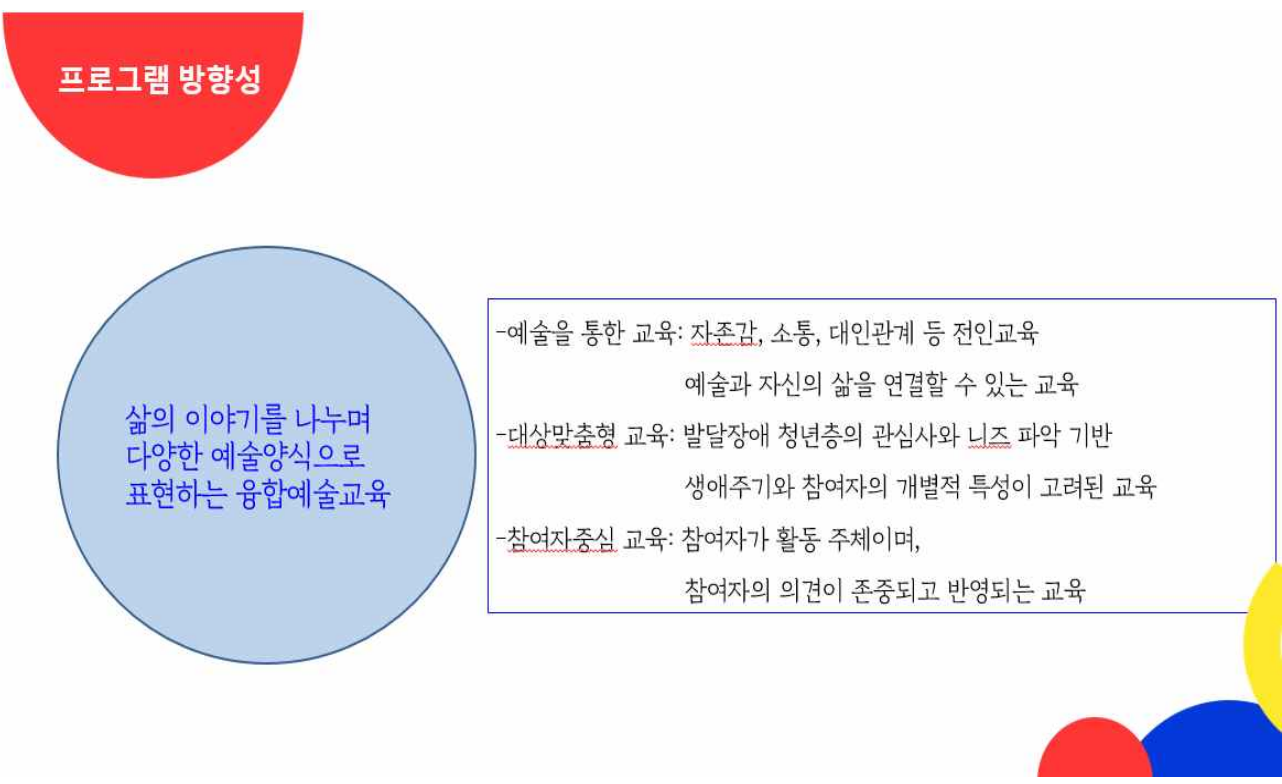 프로그램 방향성
삶의 이야기를 나누며
다양한 예술양식으로
표현하는 융합예술교육
-예술을 통한 교육: 자존감, 소통, 대인관계 등 전인교육
예술과 자신의 삶을 연결할 수 있는 교육
-대상맞춤형 교육: 발달장애 청년층의 관심사와 니즈 파악 기반
생애주기와 참여자의 개별적 특성이 고려된 교육
-참여자중심 교육: 참여자가 활동 주체이며,
참여자의 의견이 존중되고 반영되는 교육